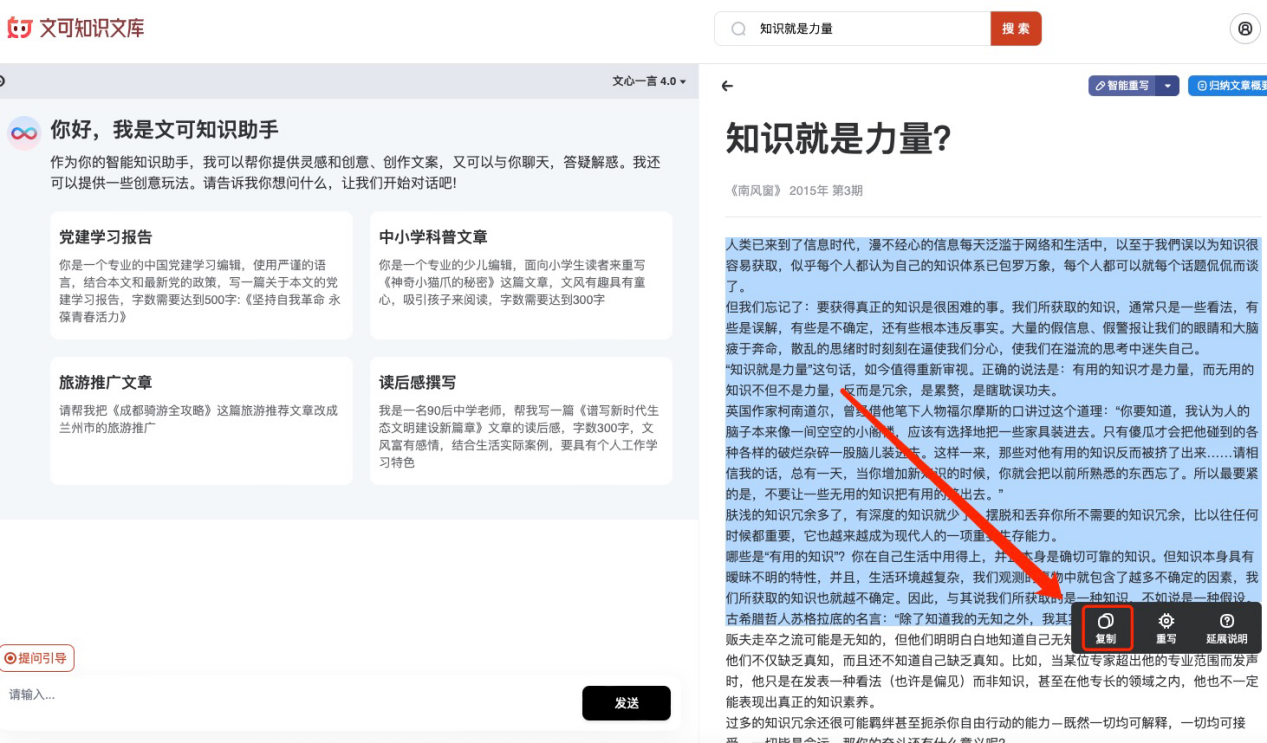 文可知识文库
知识就是力量
搜 索
文心一言 4.0
智能重写
归纳文章概
你好，我是文可知识助手
作为你的智能知识助手，我可以帮你提供灵感和创意、创作文案，又可以与你聊天，答疑解惑。我还
可以提供一些创意玩法。请告诉我你想问什么，让我们开始对话吧!
党建学习报告
你是一个专业的中国党建学习编辑，使用严谨的语
言，结合本文和最新党的政策，写一篇关于本文的党
建学习报告，字数需要达到500字:《坚持自我革命 永
葆青春活力》
中小学科普文章
你是一个专业的少儿编辑，面向小学生读者来重写
《神奇小猫爪的秘密》这篇文章，文风有趣具有童
心，吸引孩子来阅读，字数需要达到300字
旅游推广文章
请帮我把《成都骑游全攻略》这篇旅游推荐文章改成
兰州市的旅游推广
读后感撰写
我是一名90后中学老师，帮我写一篇《谱写新时代生
态文明建设新篇章》文章的读后感，字数300字，文
风富有感情，结合生活实际案例，要具有个人工作学
习特色
提问引导
请输入...
发送
知识就是力量?
《南风窗》 2015年 第3期
人类已来到了信息时代，漫不经心的信息每天泛滥于网络和生活中，以至于我們误以为知识很
容易获取，似乎每个人都认为自己的知识体系已包罗万象，每个人都可以就每个话题侃侃而谈
了。
但我们忘记了：要获得真正的知识是很困难的事。我们所获取的知识，通常只是一些看法，有
些是误解，有些是不确定，还有些根本违反事实。大量的假信息、假警报让我们的眼睛和大脑
疲于奔命，散乱的思绪时时刻刻在逼使我们分心，使我们在溢流的思考中迷失自己。
“知识就是力量”这句话，如今值得重新审视。正确的说法是：有用的知识才是力量，而无用的
知识不但不是力量，反而是冗余，是累赘，是瞎耽误功夫。
英国作家柯南道尔，曾经借他笔下人物福尔摩斯的口讲过这个道理：“你要知道，我认为人的
脑子本来像一间空空的小阁楼，应该有选择地把一些家具装进去。只有傻瓜才会把他碰到的各
种各样的破烂杂碎一股脑儿装进去。这样一来，那些对他有用的知识反而被挤了出来……请相
信我的话，总有一天，当你增加新知识的时候，你就会把以前所熟悉的东西忘了。所以最要紧
的是，不要让一些无用的知识把有用的挤出去。”
肤浅的知识冗余多了，有深度的知识就少了，摆脱和丢弃你所不需要的知识冗余，比以往任何
时候都重要，它也越来越成为现代人的一项重要生存能力。
哪些是“有用的知识”？你在自己生活中用得上，并且本身是确切可靠的知识。但知识本身具有
暧昧不明的特性，并且，生活环境越复杂，我们观测的事物中就包含了越多不确定的因素，我
们所获取的知识也就越不确定。因此，与其说我们所获取的是一种知识，不如说是一种假设。
古希腊哲人苏格拉底的名言：“除了知道我的无知之外，我其
贩夫走卒之流可能是无知的，但他们明明白白地知道自己无知
他们不仅缺乏真知，而且还不知道自己缺乏真知。比如，当某位专家超出他的专业范围而发声
时，他只是在发表一种看法（也许是偏见）而非知识，甚至在他专长的领域之内，他也不一定
能表现出真正的知识素养。
过多的知识冗余还很可能羁绊甚至扼杀你自由行动的能力—既然一切均可解释，一切均可接
受，一切皆是合运，那你的奋斗还有什么意义呢?
复制
重写
延展说明